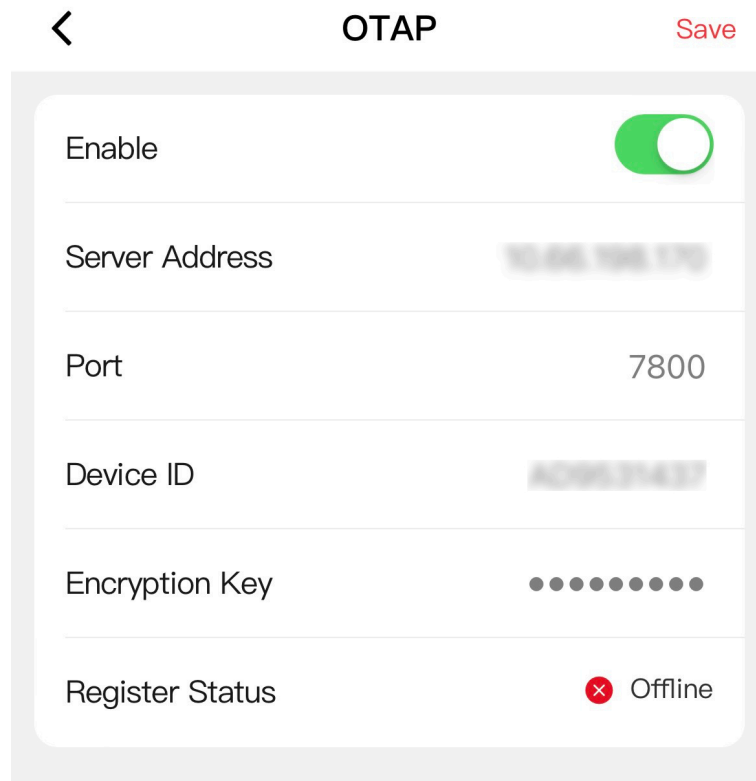 OTAP Save
Enable
Server Address
Port 7800
Device ID
Encryption Key
Register Status Offline